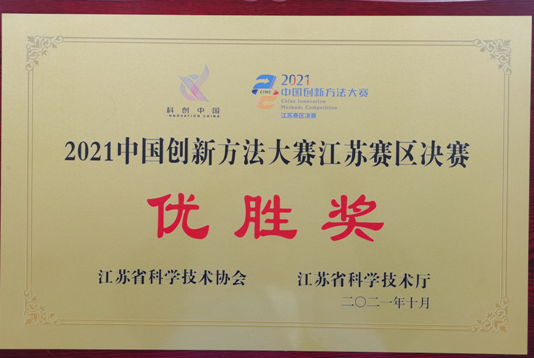 科创中国
INNOVATION CHINA
2021
中国创新方法大赛
China Innovation
Methods Competition
江苏赛区决赛
2021中国创新方法大赛江苏赛区决赛
优胜奖
江苏省科学技术协会 江苏省科学技术厅
二〇二一年十月